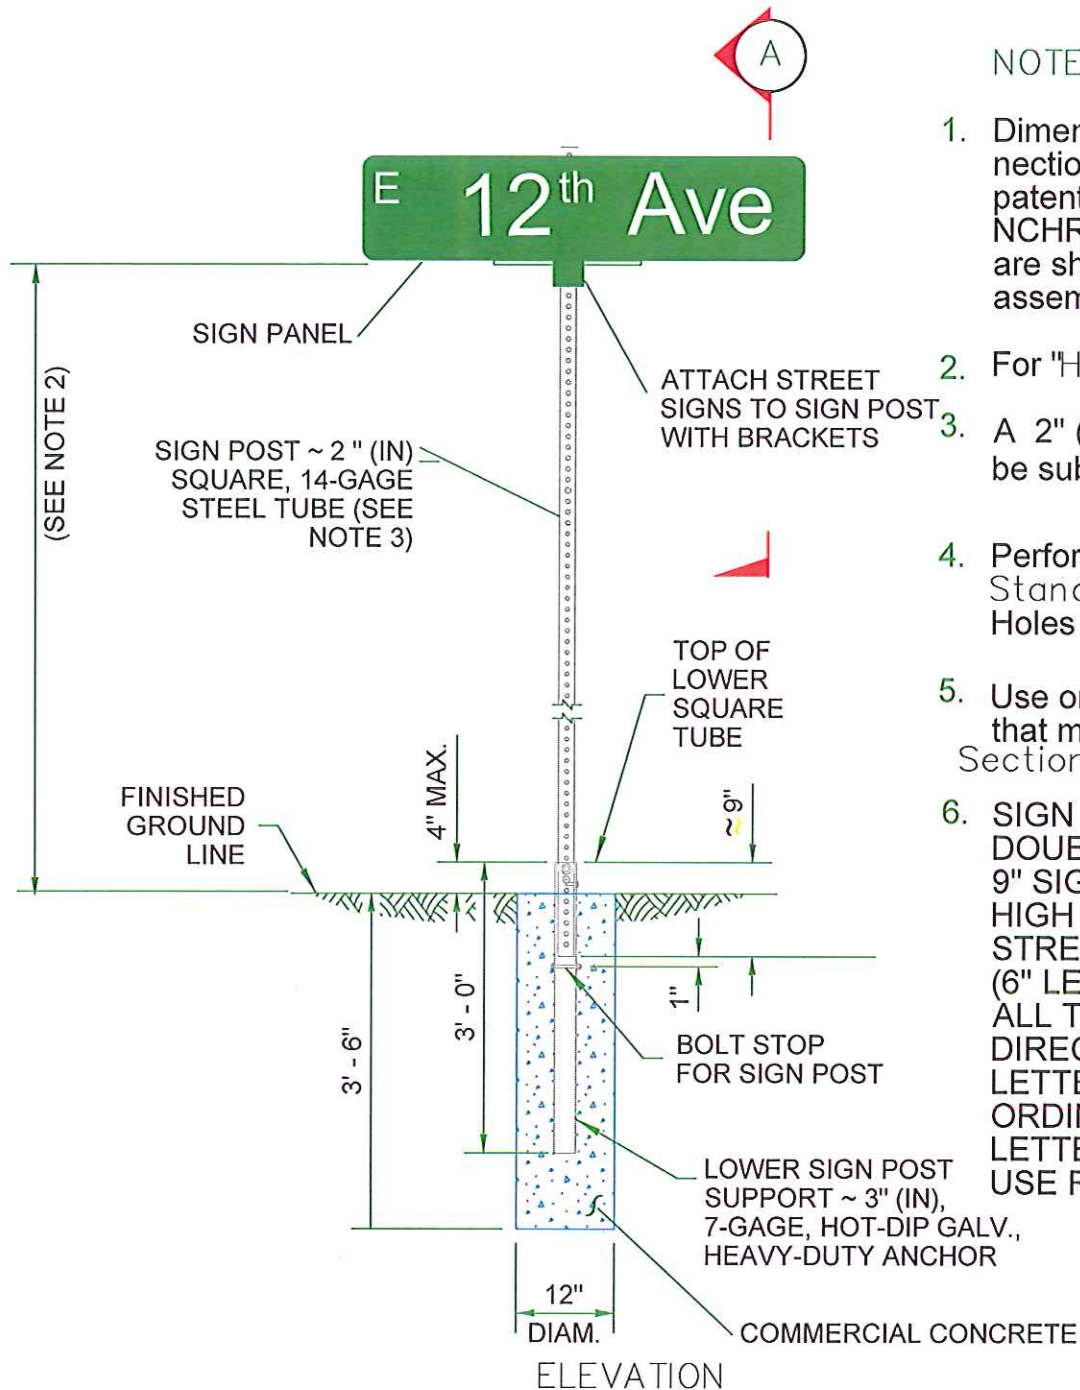 A
E 12th Ave
SIGN PANEL
(SEE NOTE 2)
ATTACH STREET
SIGNS TO SIGN POST
WITH BRACKETS
SIGN POST ~ 2 " (IN)
SQUARE, 14-GAGE
STEEL TUBE (SEE
NOTE 3)
TOP OF
LOWER
SQUARE
TUBE
4" MAX.
~9"
FINISHED
GROUND
LINE
3' - 6"
3' - 0"
1"
BOLT STOP
FOR SIGN POST
LOWER SIGN POST
SUPPORT ~ 3" (IN),
7-GAGE, HOT-DIP GALV.,
HEAVY-DUTY ANCHOR
12"
DIAM.
COMMERCIAL CONCRETE
ELEVATION
NOTE
1. Dimer
nection
patent
NCHR
are sh
assem
2. For "H
3. A 2" (
be sub
4. Perfor
Stand
Holes
5. Use or
that m
Section
6. SIGN
DOUE
9" SIG
HIGH
STRE
(6" LE
ALL T
DIREC
LETTE
ORDIN
LETTE
USE F